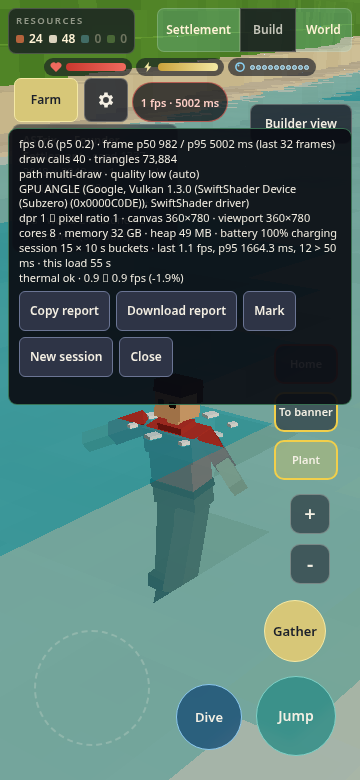 RESOURCES
24 48 0 0
Settlement Build World
Farm
1 fps · 5002 ms
Builder view
fps 0.6 (p5 0.2) · frame p50 982 / p95 5002 ms (last 32 frames)
draw calls 40 · triangles 73,884
path multi-draw · quality low (auto)
GPU ANGLE (Google, Vulkan 1.3.0 (SwiftShader Device
(Subzero) (0x0000C0DE)), SwiftShader driver)
dpr 1 ▯ pixel ratio 1 · canvas 360×780 · viewport 360×780
cores 8 · memory 32 GB · heap 49 MB · battery 100% charging
session 15 × 10 s buckets · last 1.1 fps, p95 1664.3 ms, 12 > 50
ms · this load 55 s
thermal ok · 0.9 ▯ 0.9 fps (-1.9%)
Copy report Download report Mark
New session Close
Home
To banner
Plant
+
-
Gather
Dive
Jump